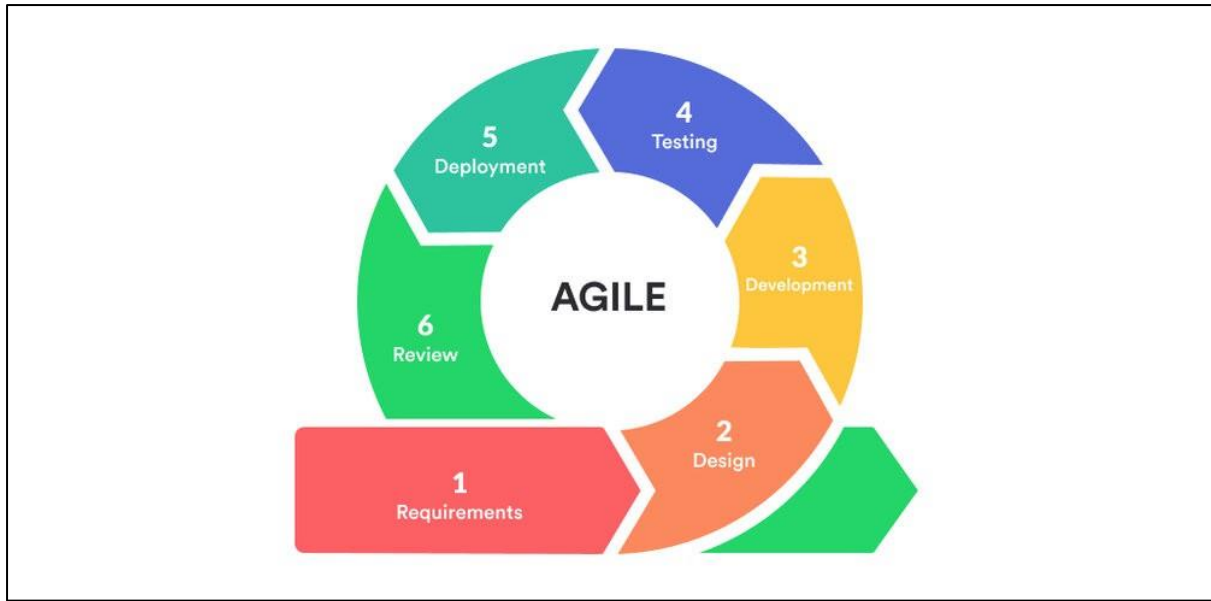 AGILE
1
Requirements
2
Design
3
Development
4
Testing
5
Deployment
6
Review